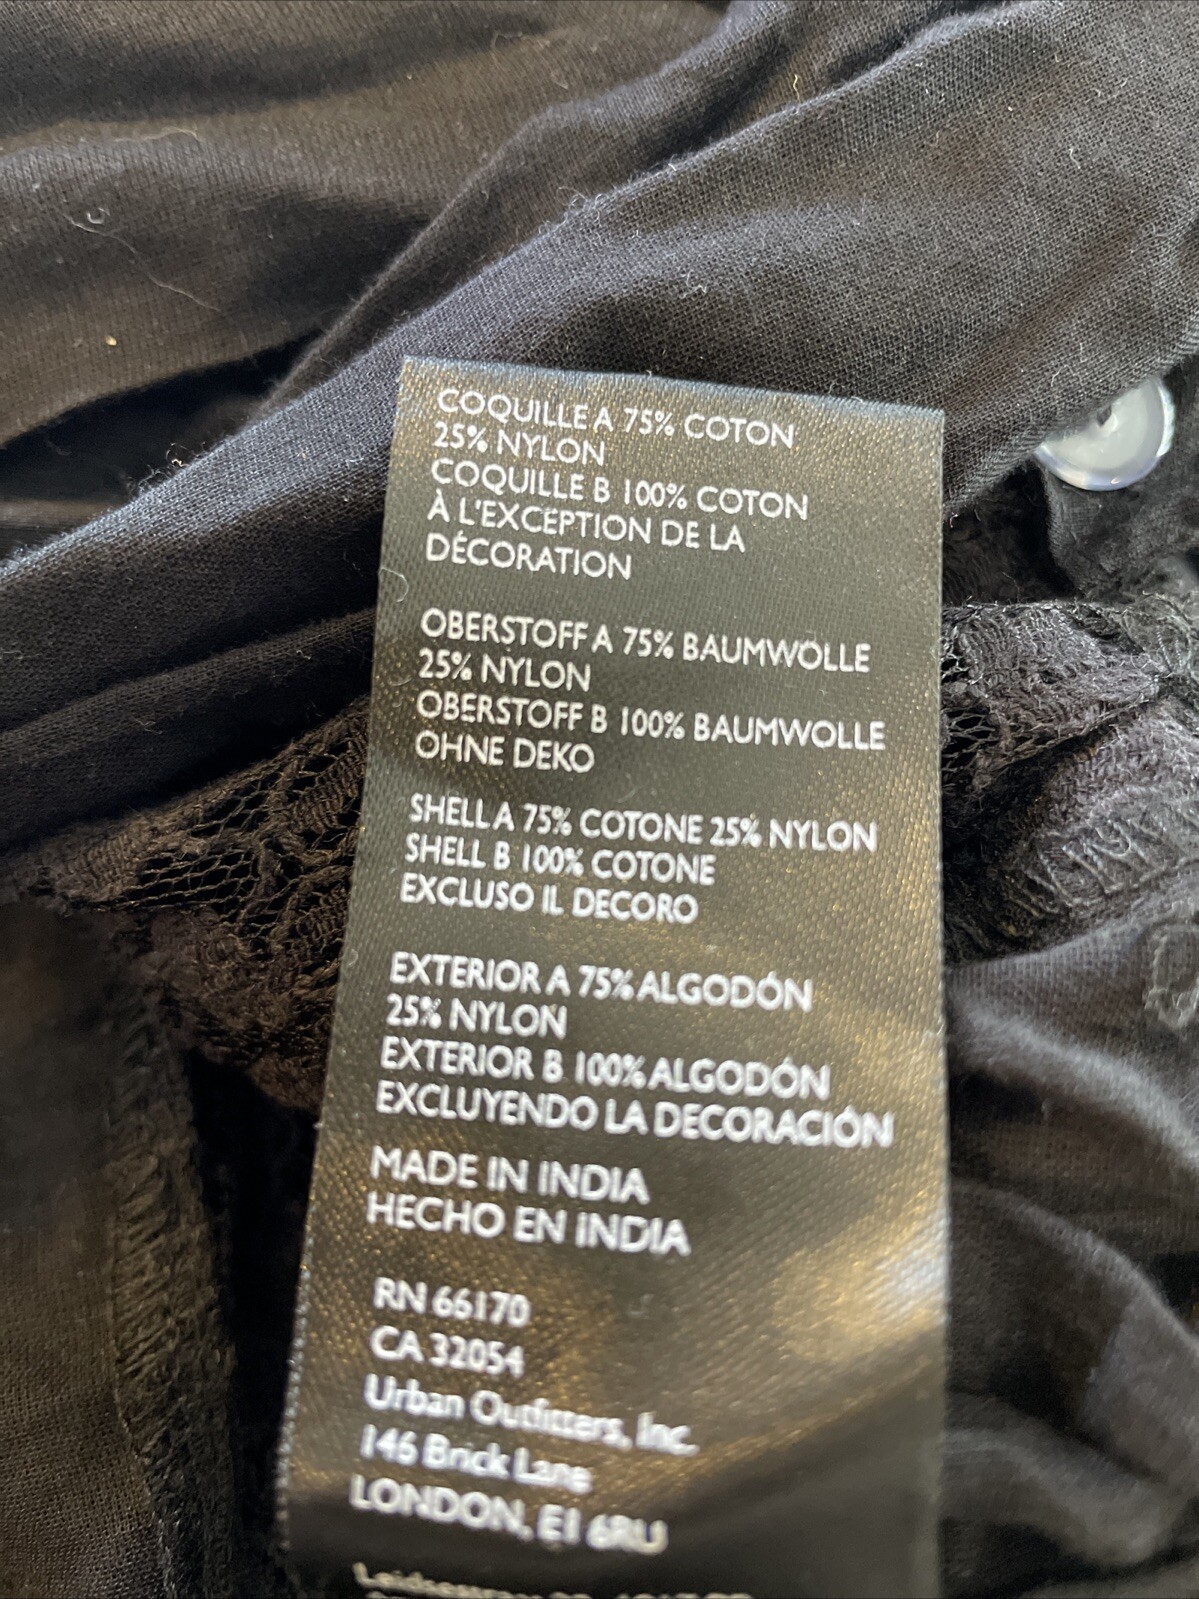 COQUILLE A 75% COTON
25% NYLON
COQUILLE B 100% COTON
À L'EXCEPTION DE LA
DÉCORATION
OBERSTOFF A 75% BAUMWOLLE
25% NYLON
OBERSTOFF B 100% BAUMWOLLE
OHNE DEKO
SHELL A 75% COTONE 25% NYLON
SHELL B 100% COTONE
EXCLUSO IL DECORO
EXTERIOR A 75% ALGODÓN
25% NYLON
EXTERIOR B 100% ALGODÓN
EXCLUYENDO LA DECORACIÓN
MADE IN INDIA
HECHO EN INDIA
RN 66170
CA 32054
Urban Outfitters, Inc.
146 Brick Lane
LONDON, E1 6RU